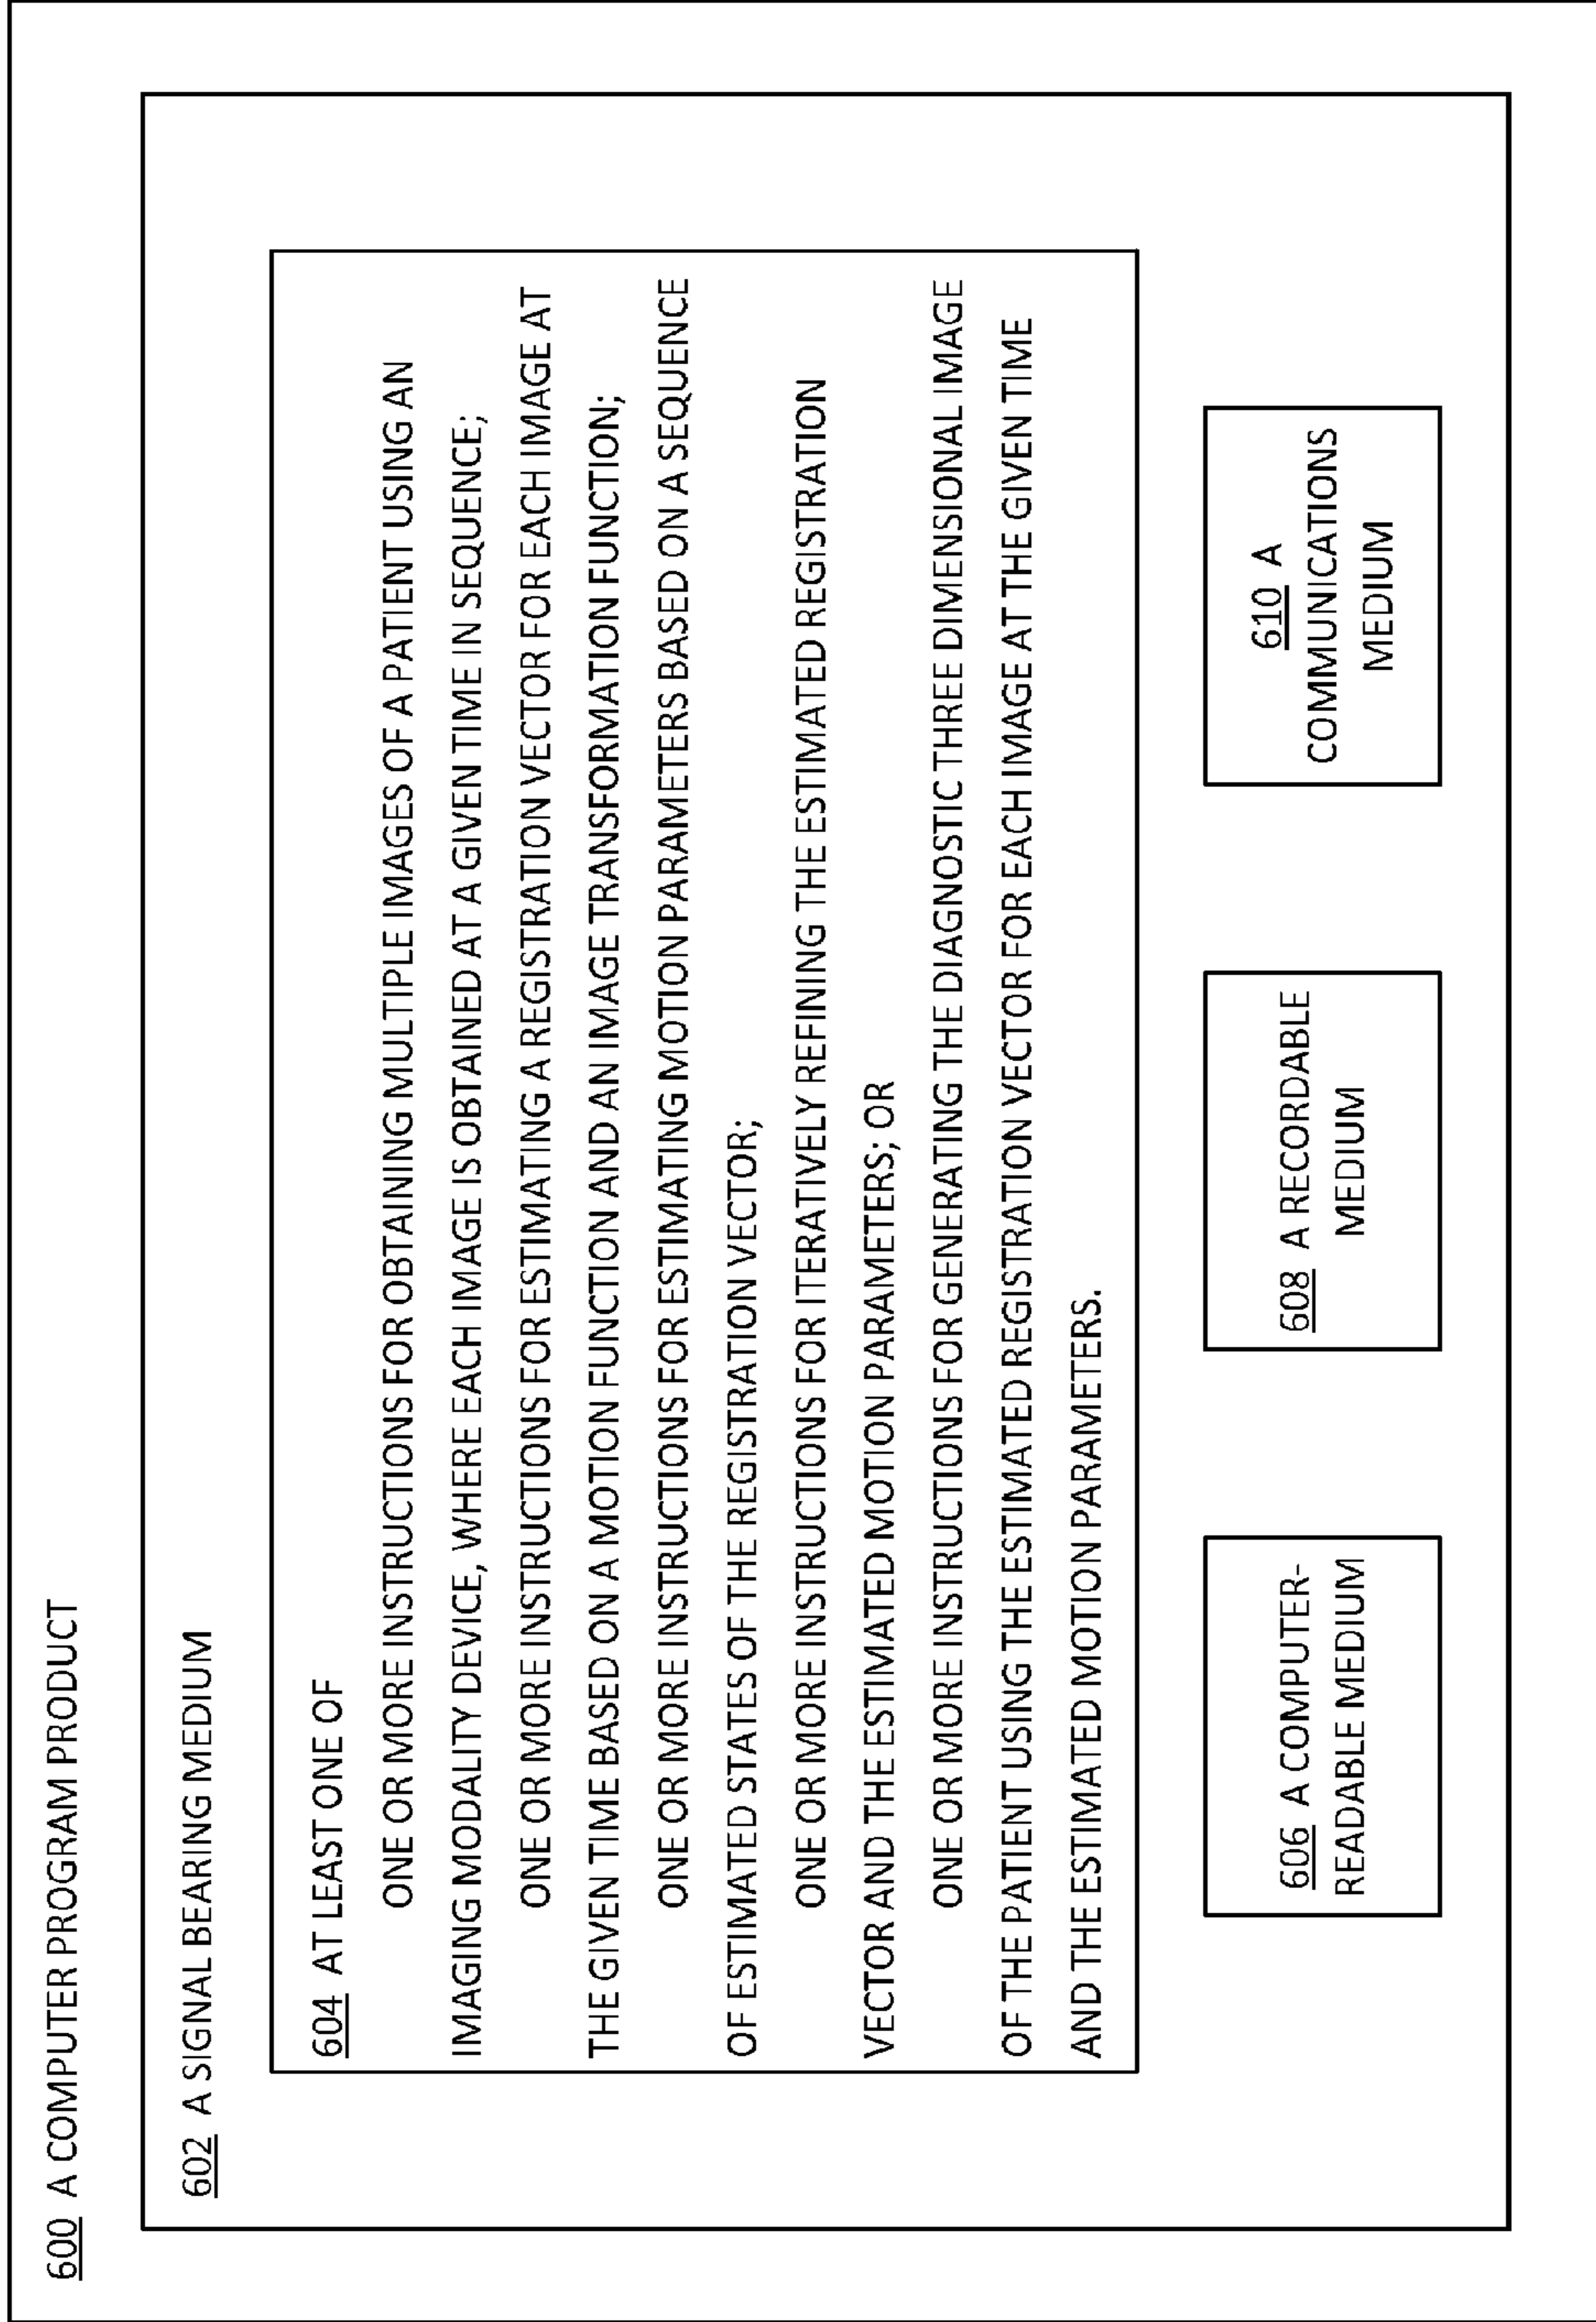 600 A COMPUTER PROGRAM PRODUCT
602 A SIGNAL BEARING MEDIUM
604 AT LEAST ONE OF
ONE OR MORE INSTRUCTIONS FOR OBTAINING MULTIPLE IMAGES OF A PATIENT USING AN
IMAGING MODALITY DEVICE, WHERE EACH IMAGE IS OBTAINED AT A GIVEN TIME IN SEQUENCE;
ONE OR MORE INSTRUCTIONS FOR ESTIMATING A REGISTRATION VECTOR FOR EACH IMAGE AT
THE GIVEN TIME BASED ON A MOTION FUNCTION AND AN IMAGE TRANSFORMATION FUNCTION;
ONE OR MORE INSTRUCTIONS FOR ESTIMATING MOTION PARAMETERS BASED ON A SEQUENCE
OF ESTIMATED STATES OF THE REGISTRATION VECTOR;
ONE OR MORE INSTRUCTIONS FOR ITERATIVELY REFINING THE ESTIMATED REGISTRATION
VECTOR AND THE ESTIMATED MOTION PARAMETERS; OR
ONE OR MORE INSTRUCTIONS FOR GENERATING THE DIAGNOSTIC THREE DIMENSIONAL IMAGE
OF THE PATIENT USING THE ESTIMATED REGISTRATION VECTOR FOR EACH IMAGE AT THE GIVEN TIME
AND THE ESTIMATED MOTION PARAMETERS.
606 A COMPUTER-
READABLE MEDIUM
608 A RECORDABLE
MEDIUM
610 A
COMMUNICATIONS
MEDIUM